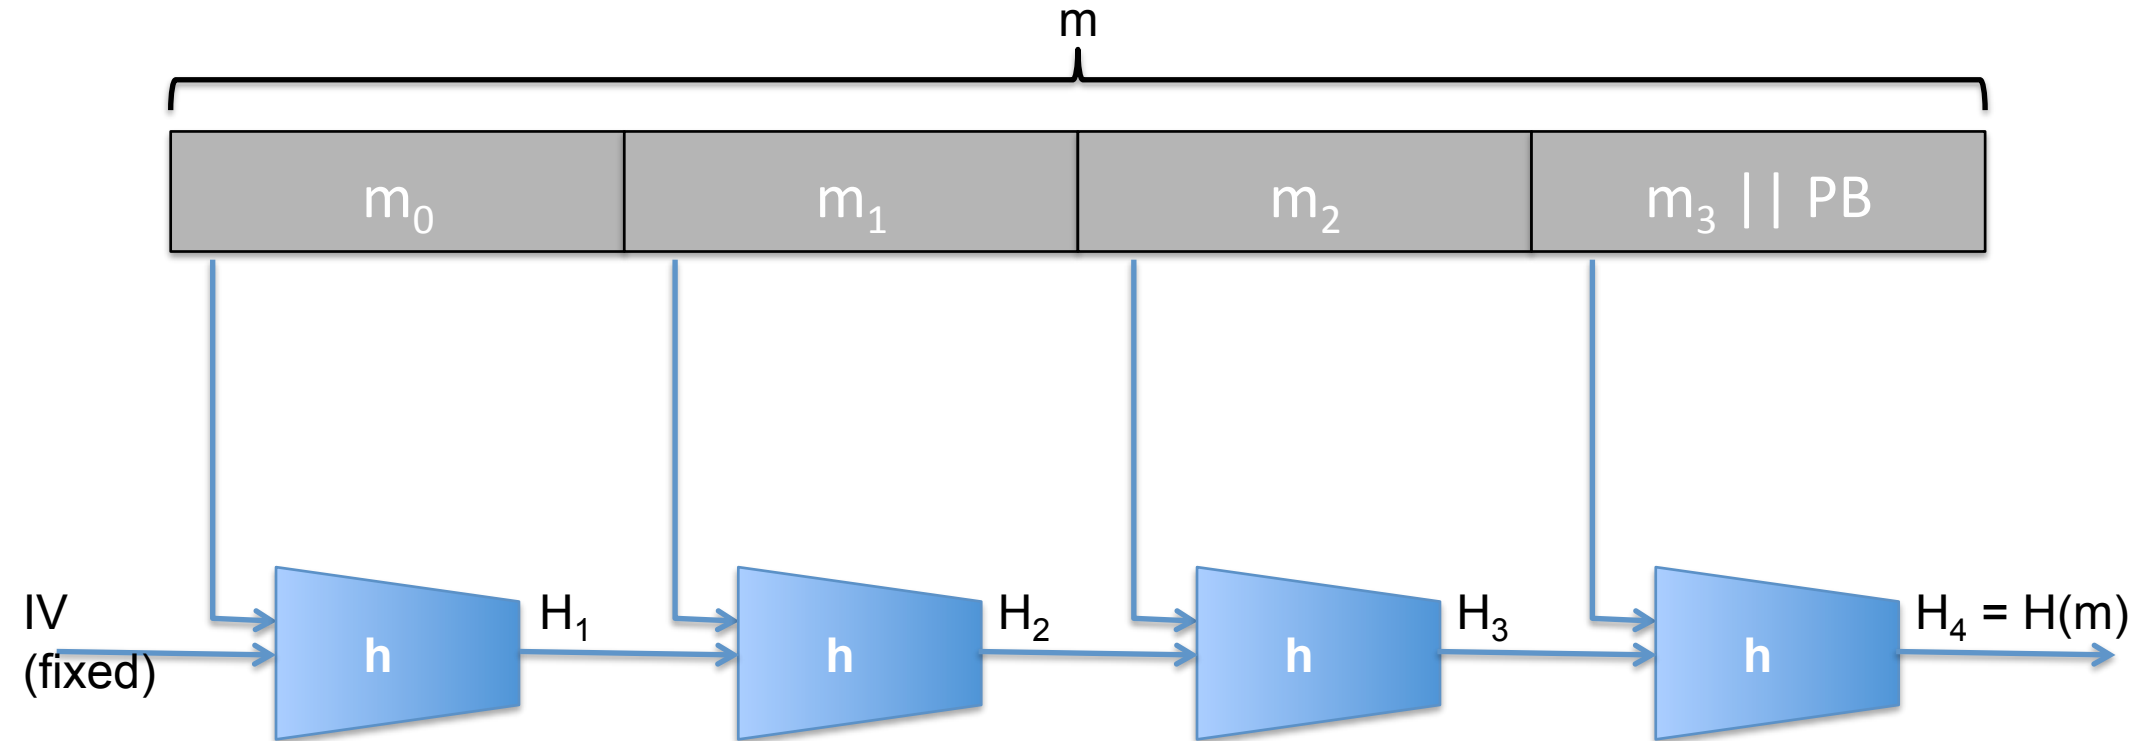 m
m₀ m₁ m₂ m₃ || PB
IV
(fixed)
h H₁ h H₂ h H₃ h H₄ = H(m)